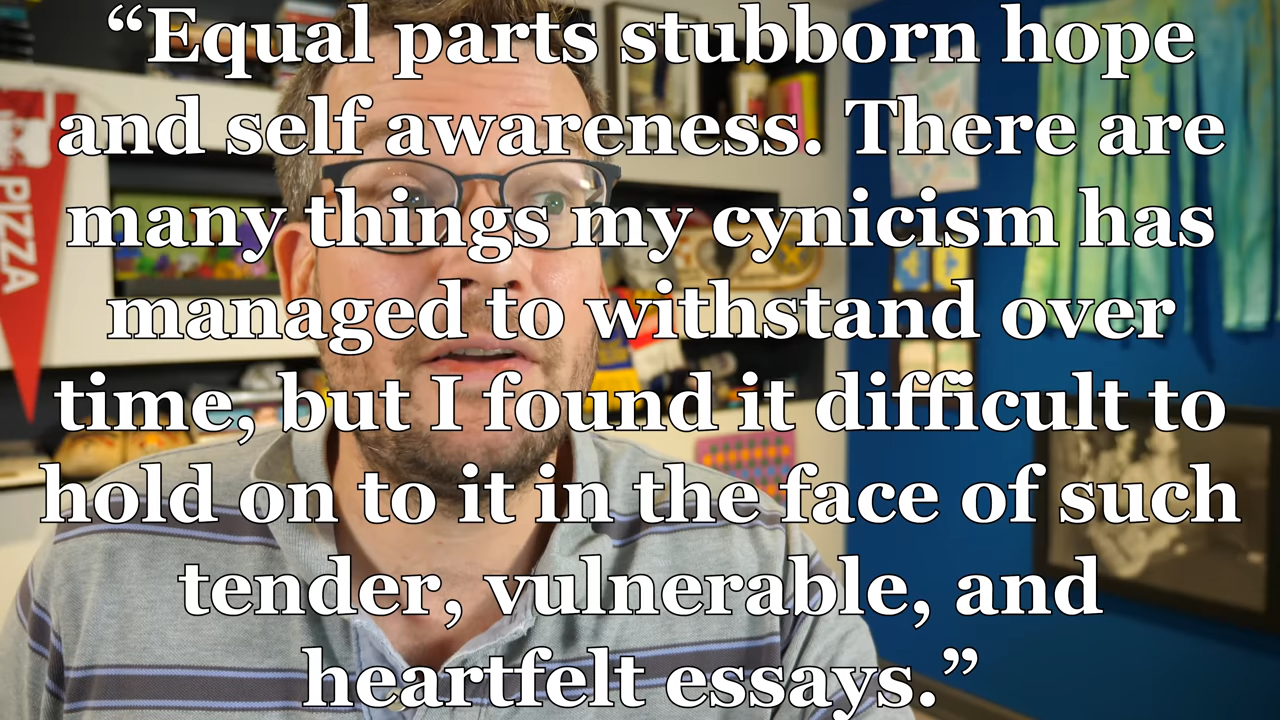 “Equal parts stubborn hope
and self awareness. There are
many things my cynicism has
managed to withstand over
time, but I found it difficult to
hold on to it in the face of such
tender, vulnerable, and
heartfelt essays.”
PIZZA